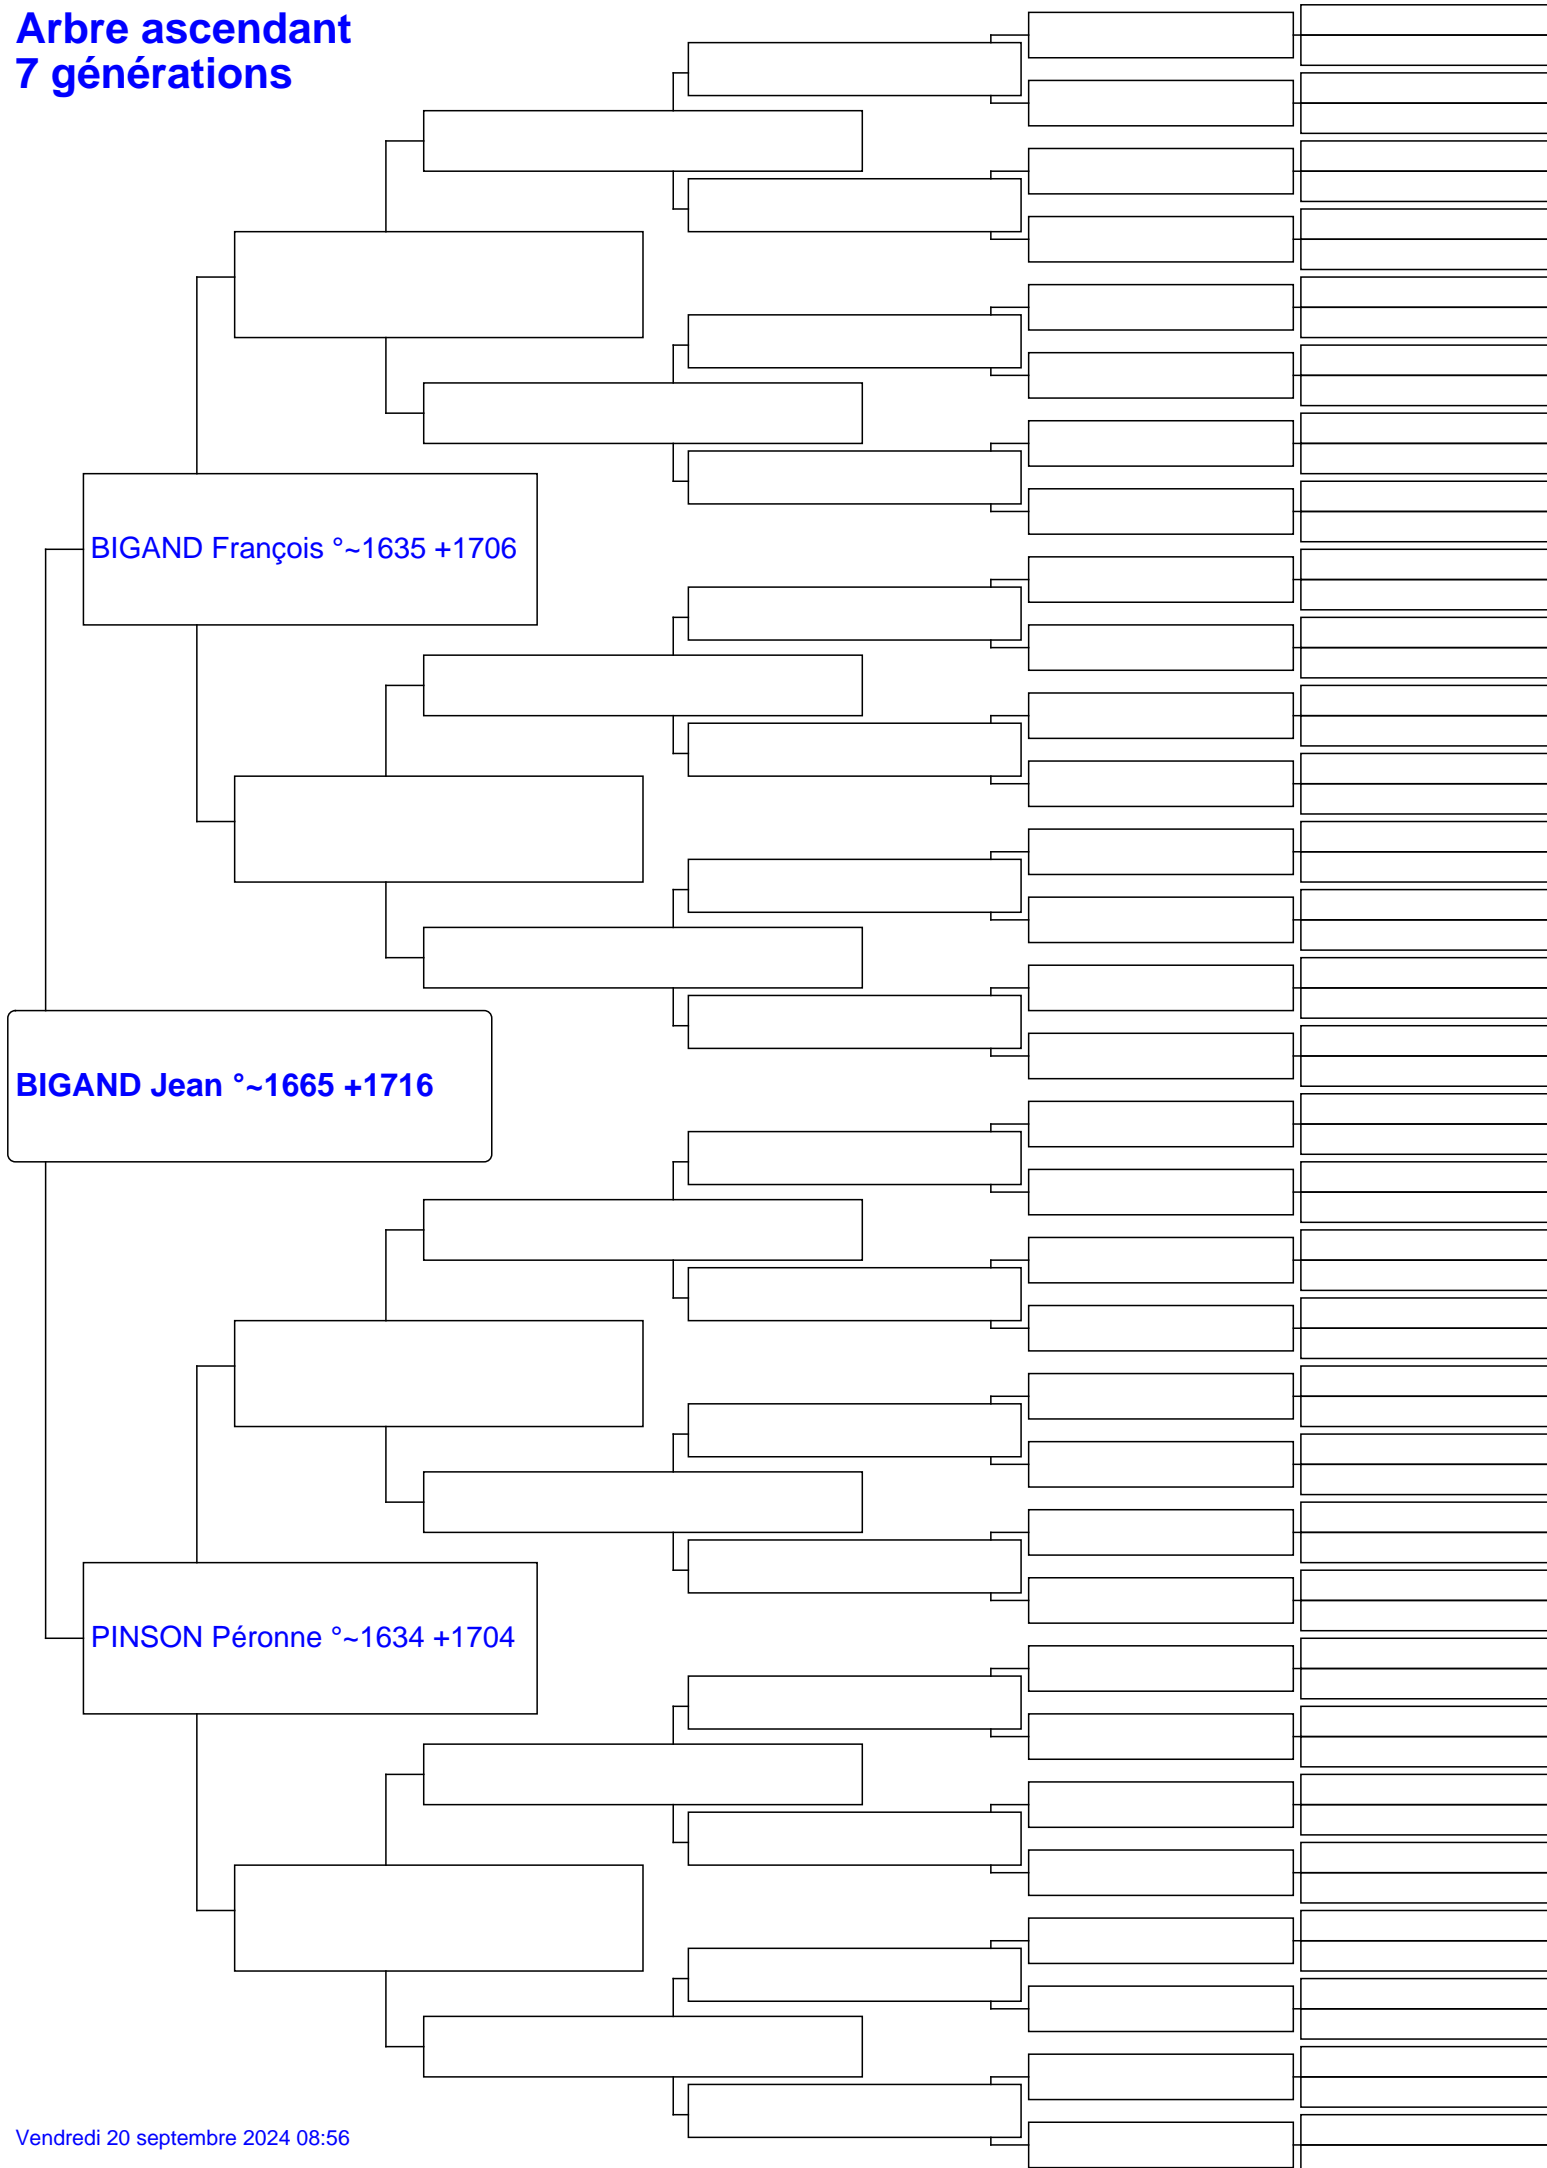 Arbre ascendant
7 générations
BIGAND François °~1635 +1706
BIGAND Jean °~1665 +1716
PINSON Péronne °~1634 +1704
Vendredi 20 septembre 2024 08:56